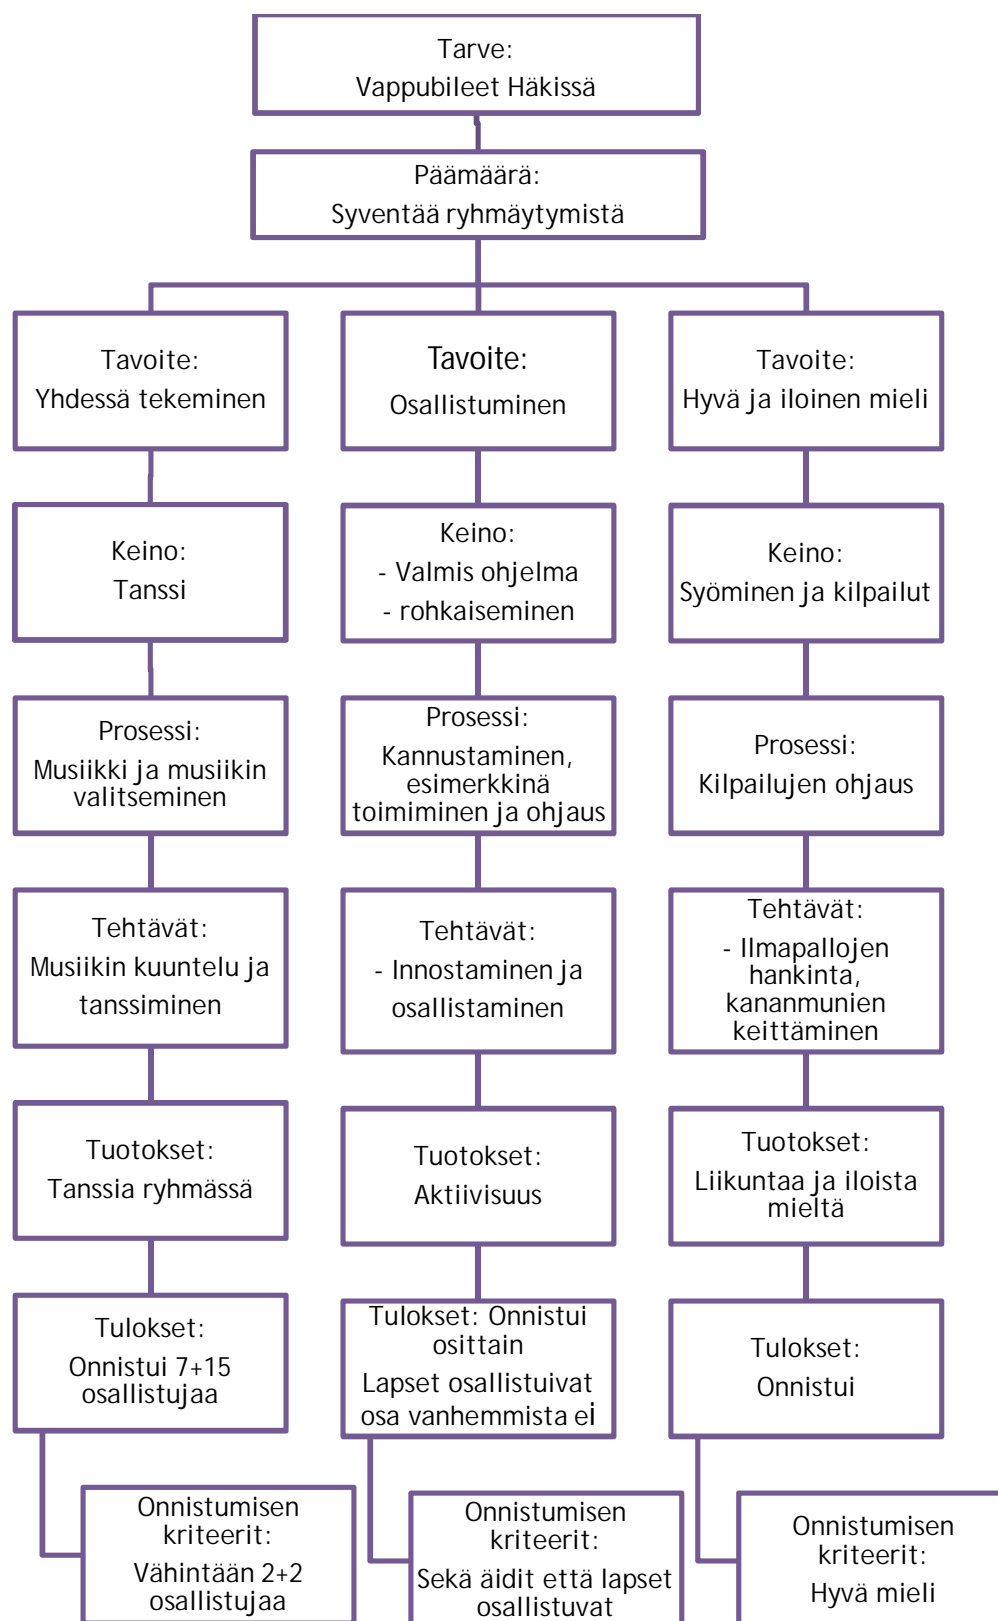 Tarve:
Vappubileet Häkissä
Päämäärä:
Syventää ryhmäytymistä
Tavoite:
Yhdessä tekeminen
Keino:
Tanssi
Prosessi:
Musiikki ja musiikin
valitseminen
Tehtävät:
Musiikin kuuntelu ja
tanssiminen
Tuotokset:
Tanssia ryhmässä
Tulokset:
Onnistui 7+15
osallistujaa
Onnistumisen
kriteerit:
Vähintään 2+2
osallistujaa
Tavoite:
Osallistuminen
Keino:
- Valmis ohjelma
- rohkaiseminen
Prosessi:
Kannustaminen,
esimerkkinä
toimiminen ja ohjaus
Tehtävät:
- Innostaminen ja
osallistaminen
Tuotokset:
Aktiivisuus
Tulokset: Onnistui
osittain
Lapset osallistuivat
osa vanhemmista ei
Onnistumisen
kriteerit:
Sekä äidit että lapset
osallistuvat
Tavoite:
Hyvä ja iloinen mieli
Keino:
Syöminen ja kilpailut
Prosessi:
Kilpailujen ohjaus
Tehtävät:
- Ilmapallojen
hankinta,
kananmunien
keittäminen
Tuotokset:
Liikuntaa ja iloista
mieltä
Tulokset:
Onnistui
Onnistumisen
kriteerit:
Hyvä mieli